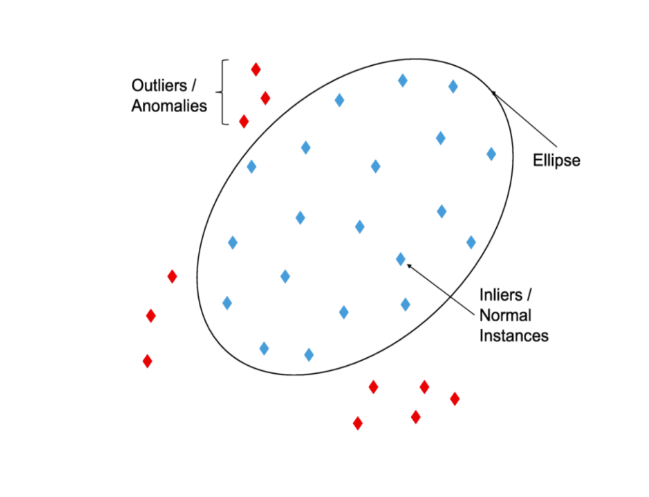 Outliers /
Anomalies
Ellipse
Inliers /
Normal
Instances